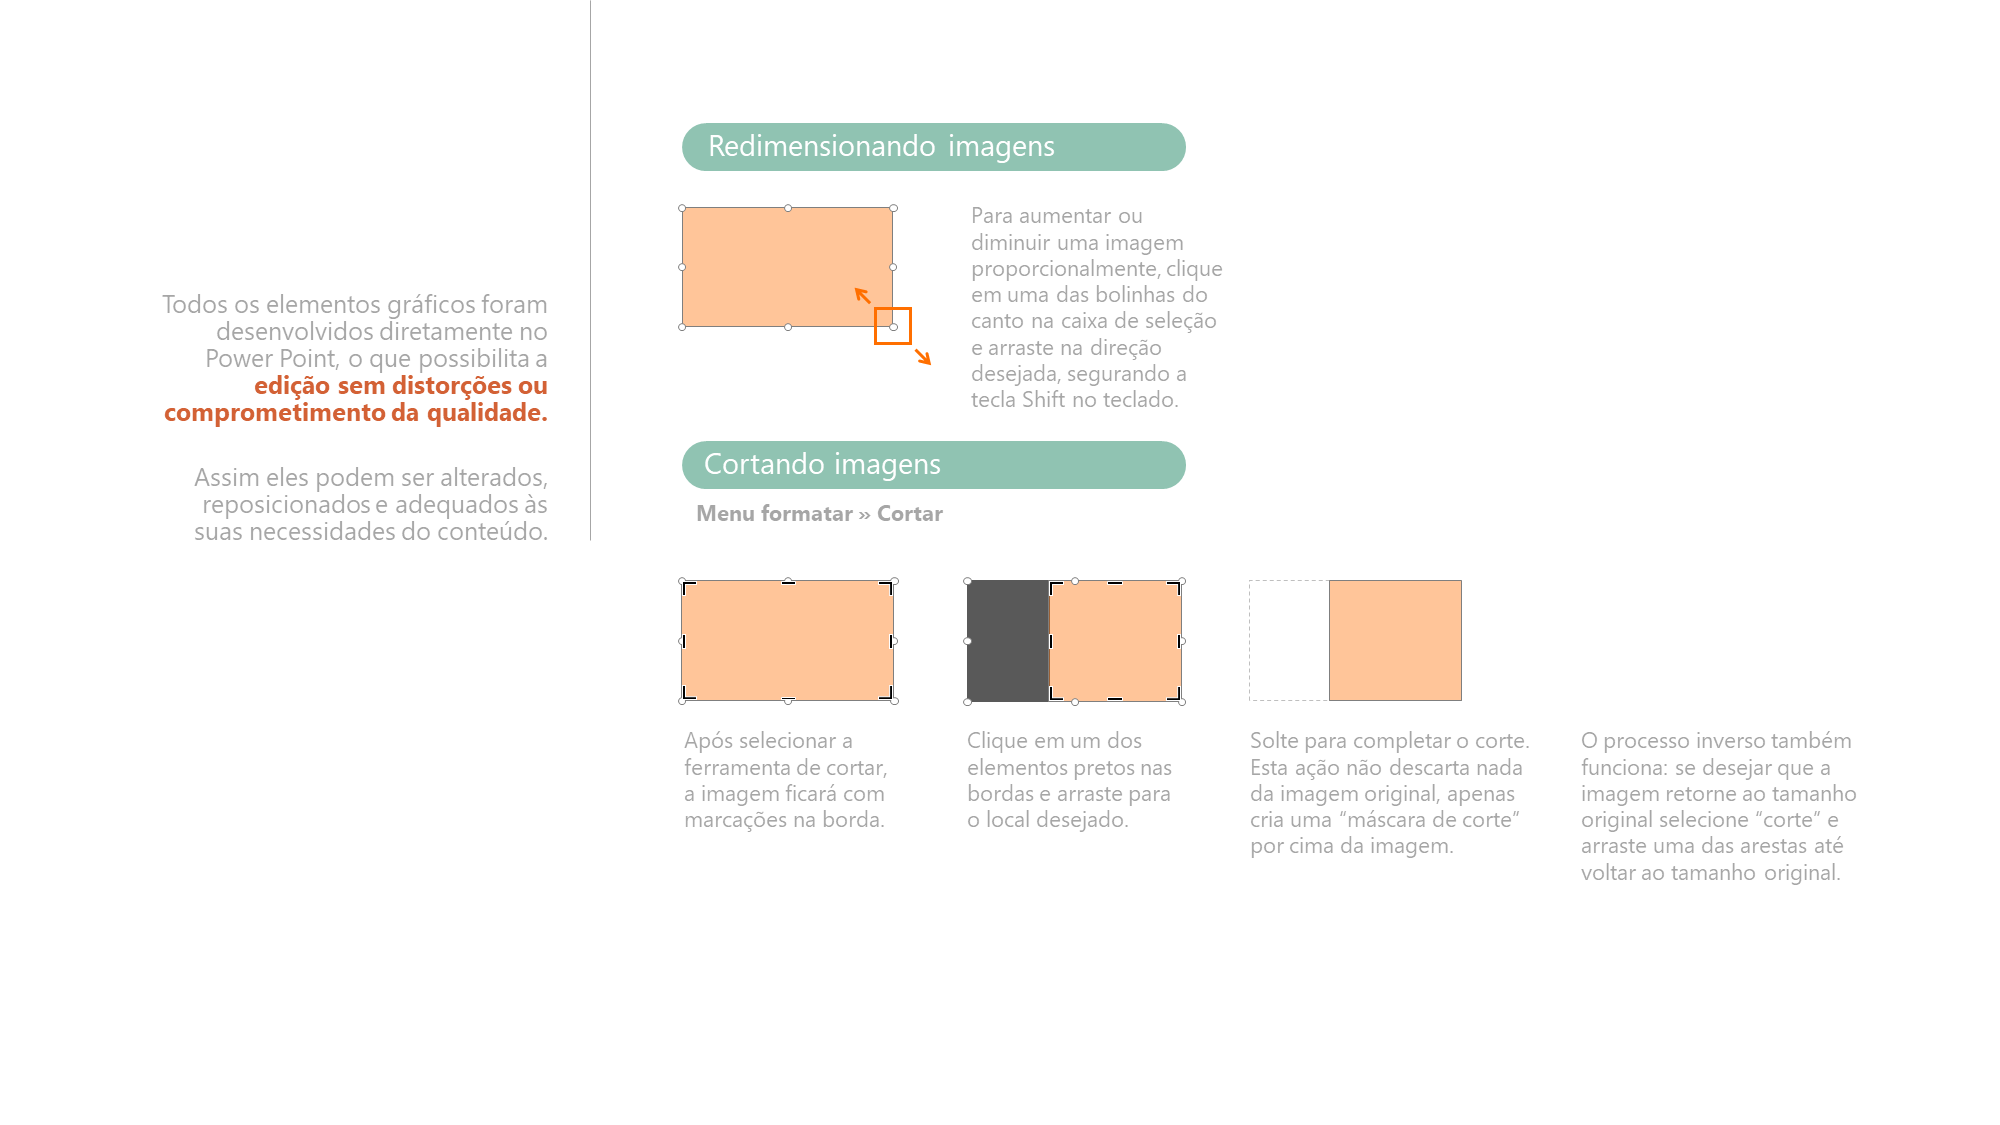 Todos os elementos gráficos foram
desenvolvidos diretamente no
Power Point, o que possibilita a
edição sem distorções ou
comprometimento da qualidade.
Assim eles podem ser alterados,
reposicionados e adequados às
suas necessidades do conteúdo.
Redimensionando imagens
Para aumentar ou
diminuir uma imagem
proporcionalmente, clique
em uma das bolinhas do
canto na caixa de seleção
e arraste na direção
desejada, segurando a
tecla Shift no teclado.
Cortando imagens
Menu formatar » Cortar
Após selecionar a
ferramenta de cortar,
a imagem ficará com
marcações na borda.
Clique em um dos
elementos pretos nas
bordas e arraste para
o local desejado.
Solte para completar o corte.
Esta ação não descarta nada
da imagem original, apenas
cria uma “máscara de corte”
por cima da imagem.
O processo inverso também
funciona: se desejar que a
imagem retorne ao tamanho
original selecione “corte” e
arraste uma das arestas até
voltar ao tamanho original.